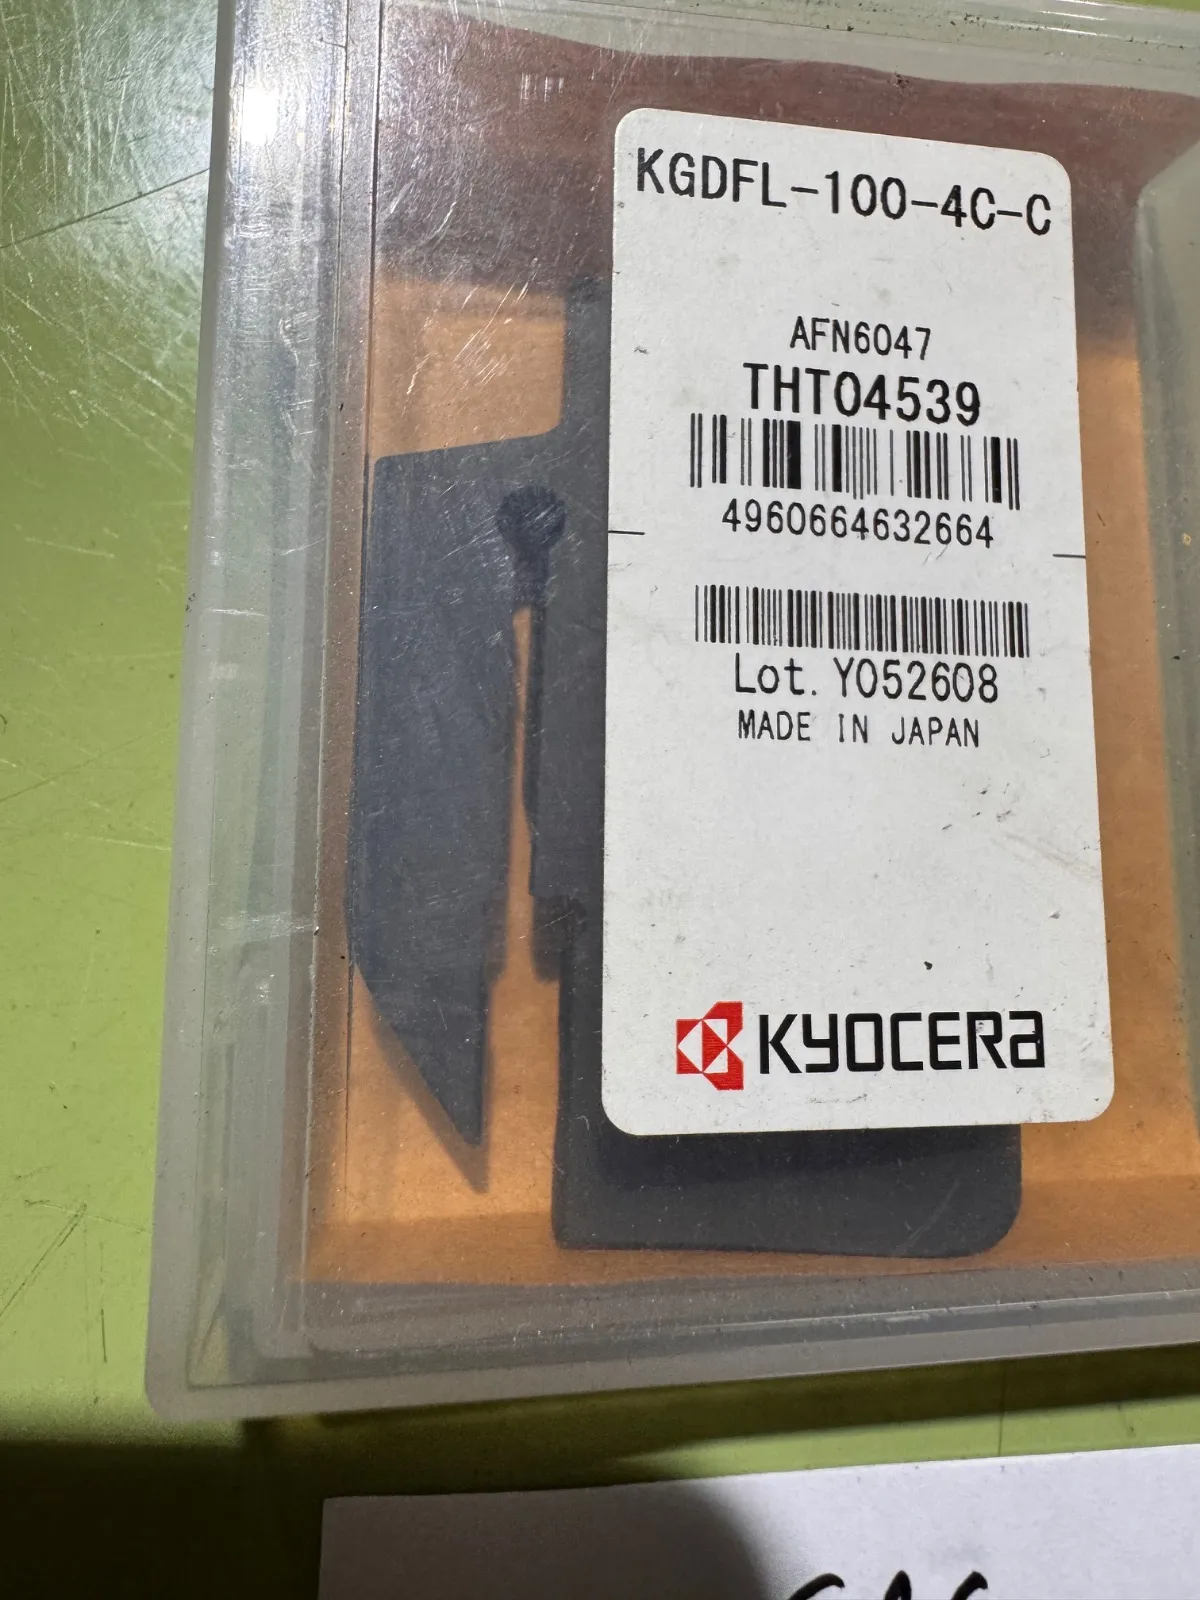 KGDFL-100-4C-C
AFN6047
THT04539
4960664632664
Lot. Y052608
MADE IN JAPAN
KYOCERA